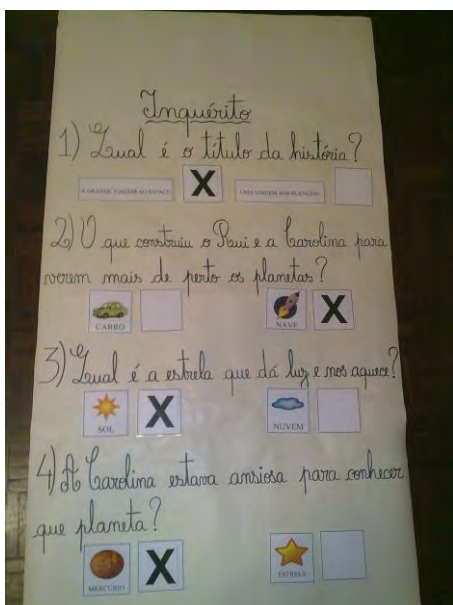 Inquérito
1) Qual é o título da história?
A GRANDE VIAGEM AO ESPAÇO X UMA VIAGEM AOS PLANETAS
2) O que construiu o Rui e a Carolina para
verem mais de perto os planetas?
CARRO NAVE X
3) Qual é a estrela que dá luz e nos aquece?
SOL X NUVEM
4) A Carolina estava ansiosa para conhecer
que planeta?
MERCÚRIO X ESTRELA